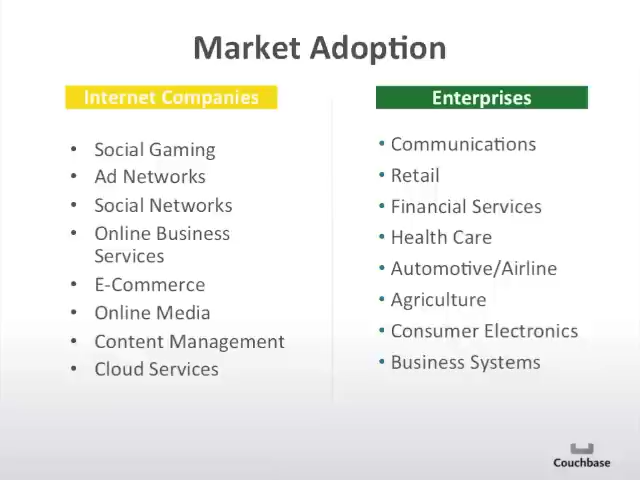 Market Adoption
Internet Companies
• Social Gaming
• Ad Networks
• Social Networks
• Online Business
Services
• E-Commerce
• Online Media
• Content Management
• Cloud Services
Enterprises
• Communications
• Retail
• Financial Services
• Health Care
• Automotive/Airline
• Agriculture
• Consumer Electronics
• Business Systems
Couchbase